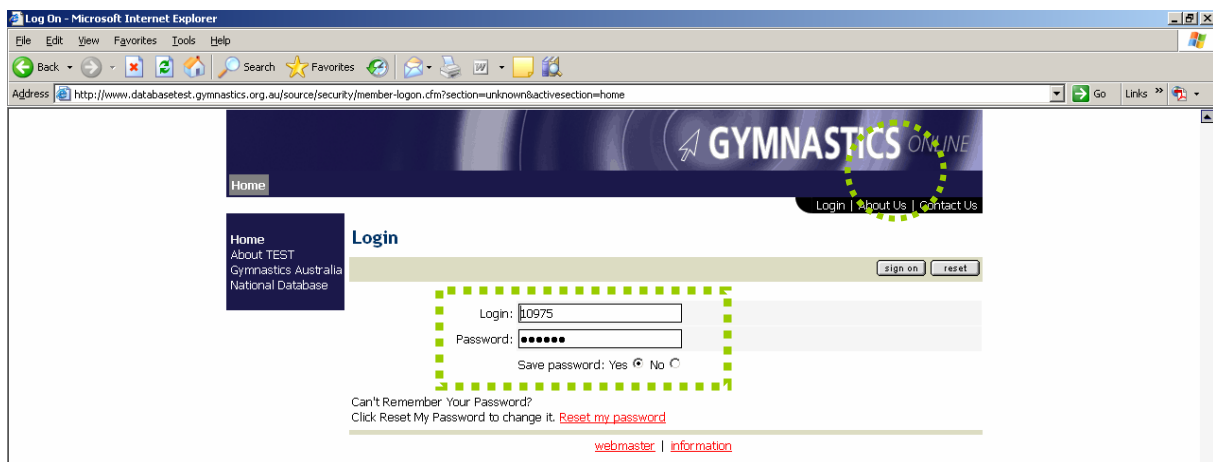 Log On - Microsoft Internet Explorer
File Edit View Favorites Tools Help
Back Search Favorites
Address http://www.databasetest.gymnastics.org.au/source/security/member-logon.cfm?section=unknown&activesection=home Go Links »
GYMNASTICS ONLINE
Home
Login | About Us | Contact Us
Home
About TEST
Gymnastics Australia
National Database
Login
sign on reset
Login: 10975
Password: ●●●●●●
Save password: Yes No
Can't Remember Your Password?
Click Reset My Password to change it. Reset my password
webmaster | information